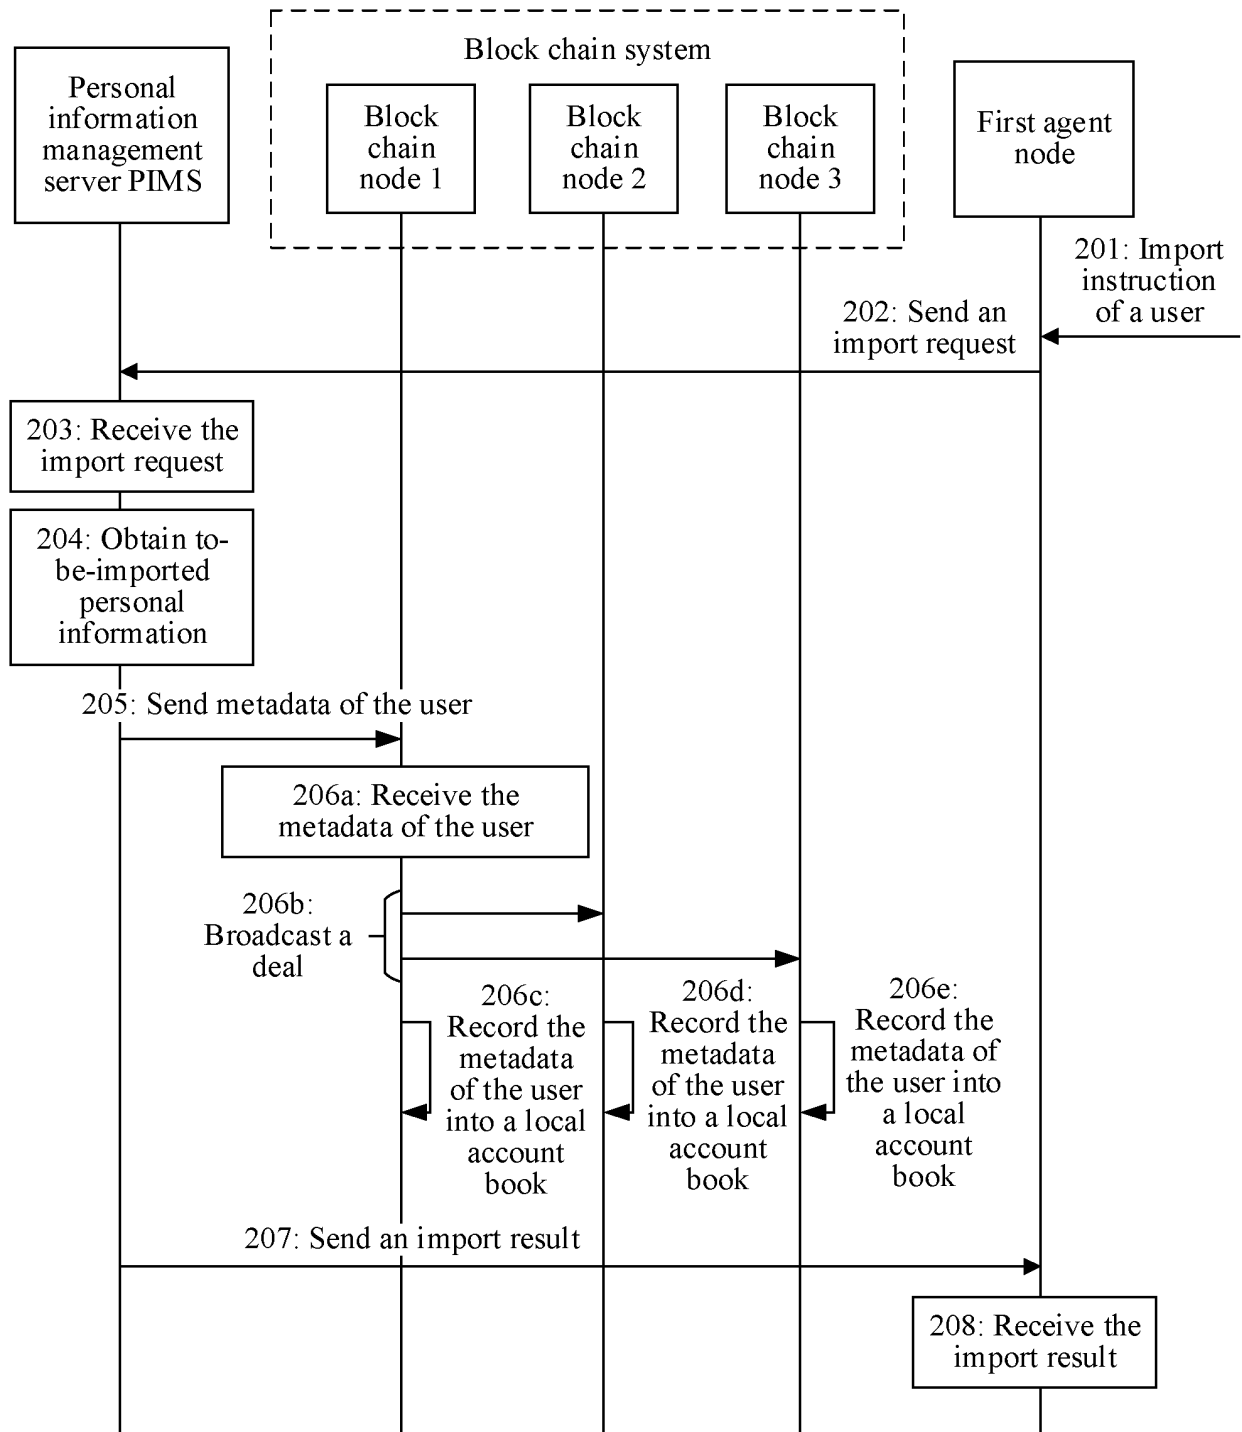 Block chain system
Personal
information
management
server PIMS
Block
chain
node 1
Block
chain
node 2
Block
chain
node 3
First agent
node
201: Import
instruction
of a user
202: Send an
import request
203: Receive the
import request
204: Obtain to-
be-imported
personal
information
205: Send metadata of the user
206a: Receive the
metadata of the user
206b:
Broadcast a
deal
206c:
Record the
metadata
of the user
into a local
account
book
206d:
Record the
metadata
of the user
into a local
account
book
206e:
Record the
metadata of
the user into
a local
account
book
207: Send an import result
208: Receive the
import result